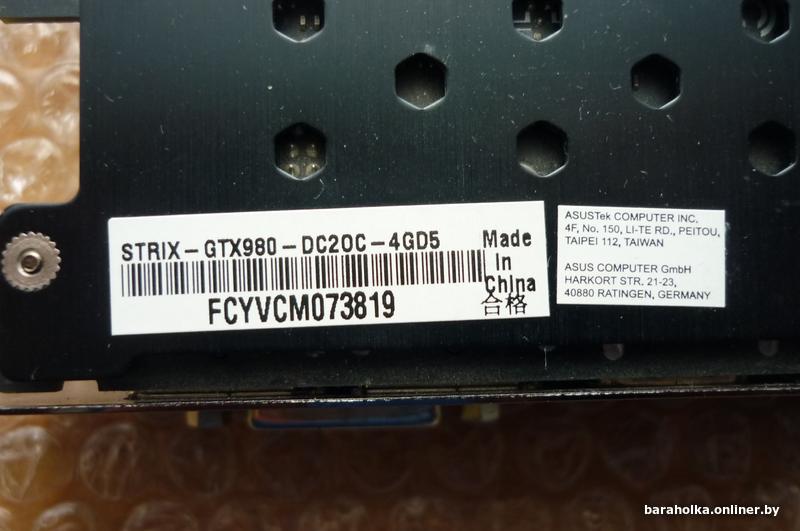 STRIX-GTX980-DC2OC-4GD5
Made
in
China
合格
FCYVCM073819
ASUSTek COMPUTER INC.
4F, No. 150, LI-TE RD., PEITOU,
TAIPEI 112, TAIWAN
ASUS COMPUTER GmbH
HARKORT STR. 21-23,
40880 RATINGEN, GERMANY
baraholka.onliner.by